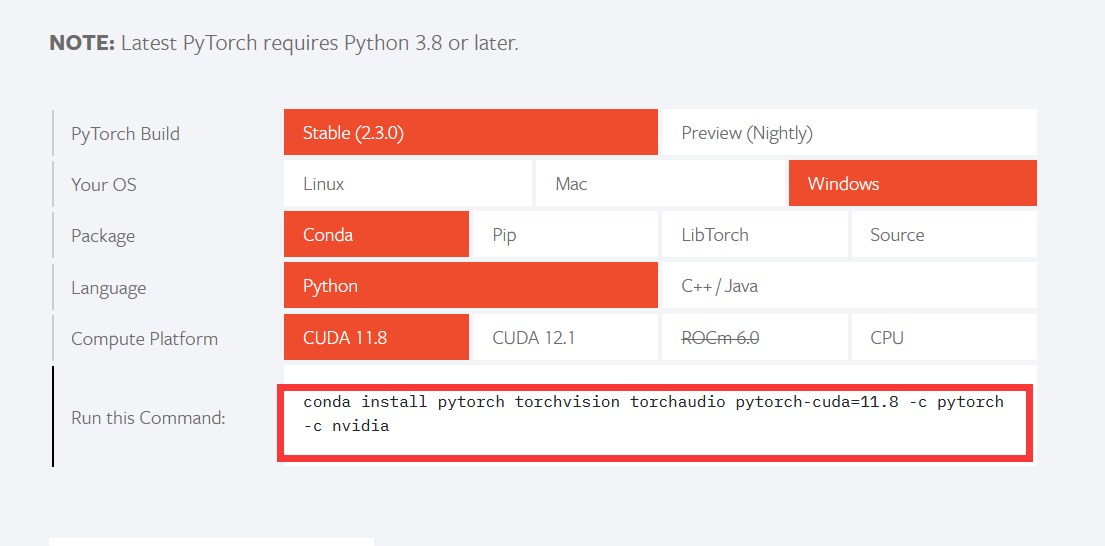 NOTE: Latest PyTorch requires Python 3.8 or later.
PyTorch Build Stable (2.3.0) Preview (Nightly)
Your OS Linux Mac Windows
Package Conda Pip LibTorch Source
Language Python C++ / Java
Compute Platform CUDA 11.8 CUDA 12.1 ROCm 6.0 CPU
Run this Command: conda install pytorch torchvision torchaudio pytorch-cuda=11.8 -c pytorch
-c nvidia